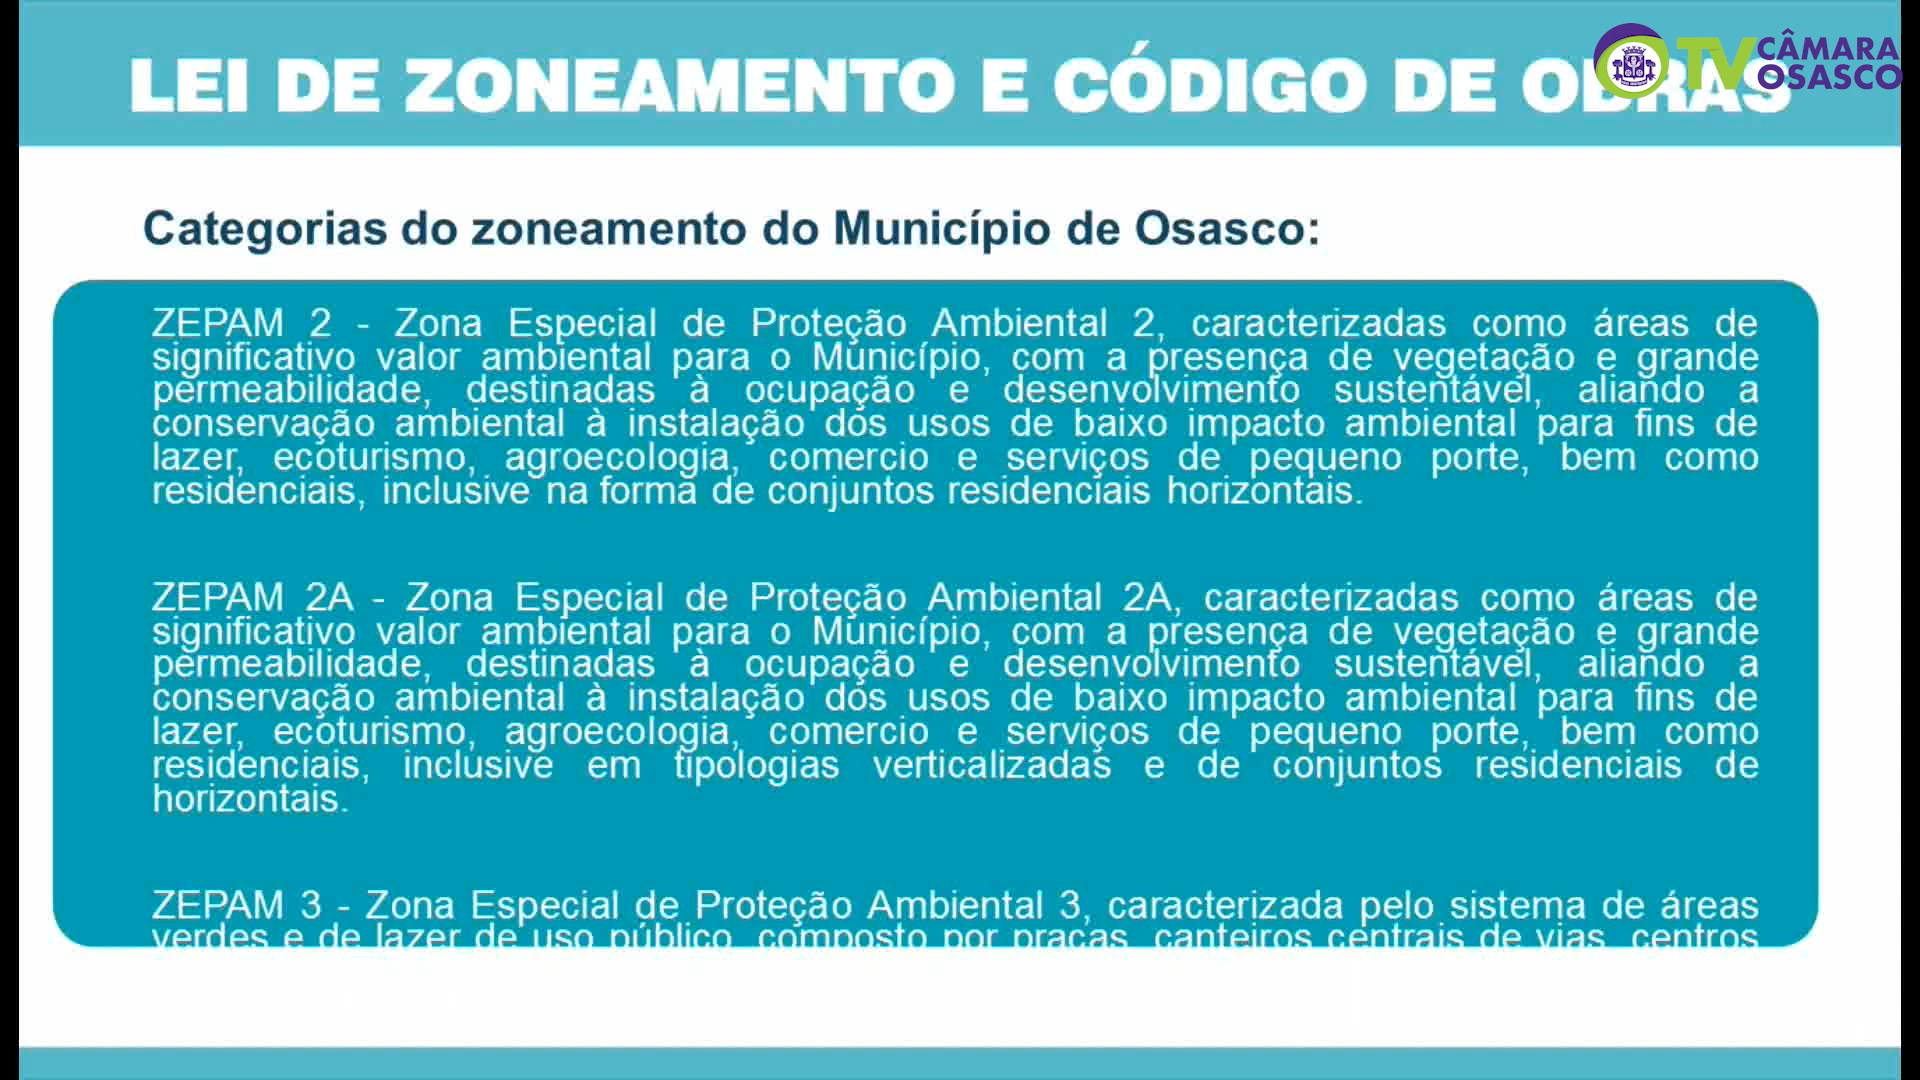 LEI DE ZONEAMENTO E CÓDIGO DE OBRAS
TV CÂMARA
OSASCO
Categorias do zoneamento do Município de Osasco:
ZEPAM 2 - Zona Especial de Proteção Ambiental 2, caracterizadas como áreas de
significativo valor ambiental para o Município, com a presença de vegetação e grande
permeabilidade, destinadas à ocupação e desenvolvimento sustentável, aliando a
conservação ambiental à instalação dos usos de baixo impacto ambiental para fins de
lazer, ecoturismo, agroecologia, comercio e serviços de pequeno porte, bem como
residenciais, inclusive na forma de conjuntos residenciais horizontais.
ZEPAM 2A - Zona Especial de Proteção Ambiental 2A, caracterizadas como áreas de
significativo valor ambiental para o Município, com a presença de vegetação e grande
permeabilidade, destinadas à ocupação e desenvolvimento sustentável, aliando a
conservação ambiental à instalação dos usos de baixo impacto ambiental para fins de
lazer, ecoturismo, agroecologia, comercio e serviços de pequeno porte, bem como
residenciais, inclusive em tipologias verticalizadas e de conjuntos residenciais de
horizontais.
ZEPAM 3 - Zona Especial de Proteção Ambiental 3, caracterizada pelo sistema de áreas
verdes e de lazer de uso público, composto por praças, canteiros centrais de vias, centros